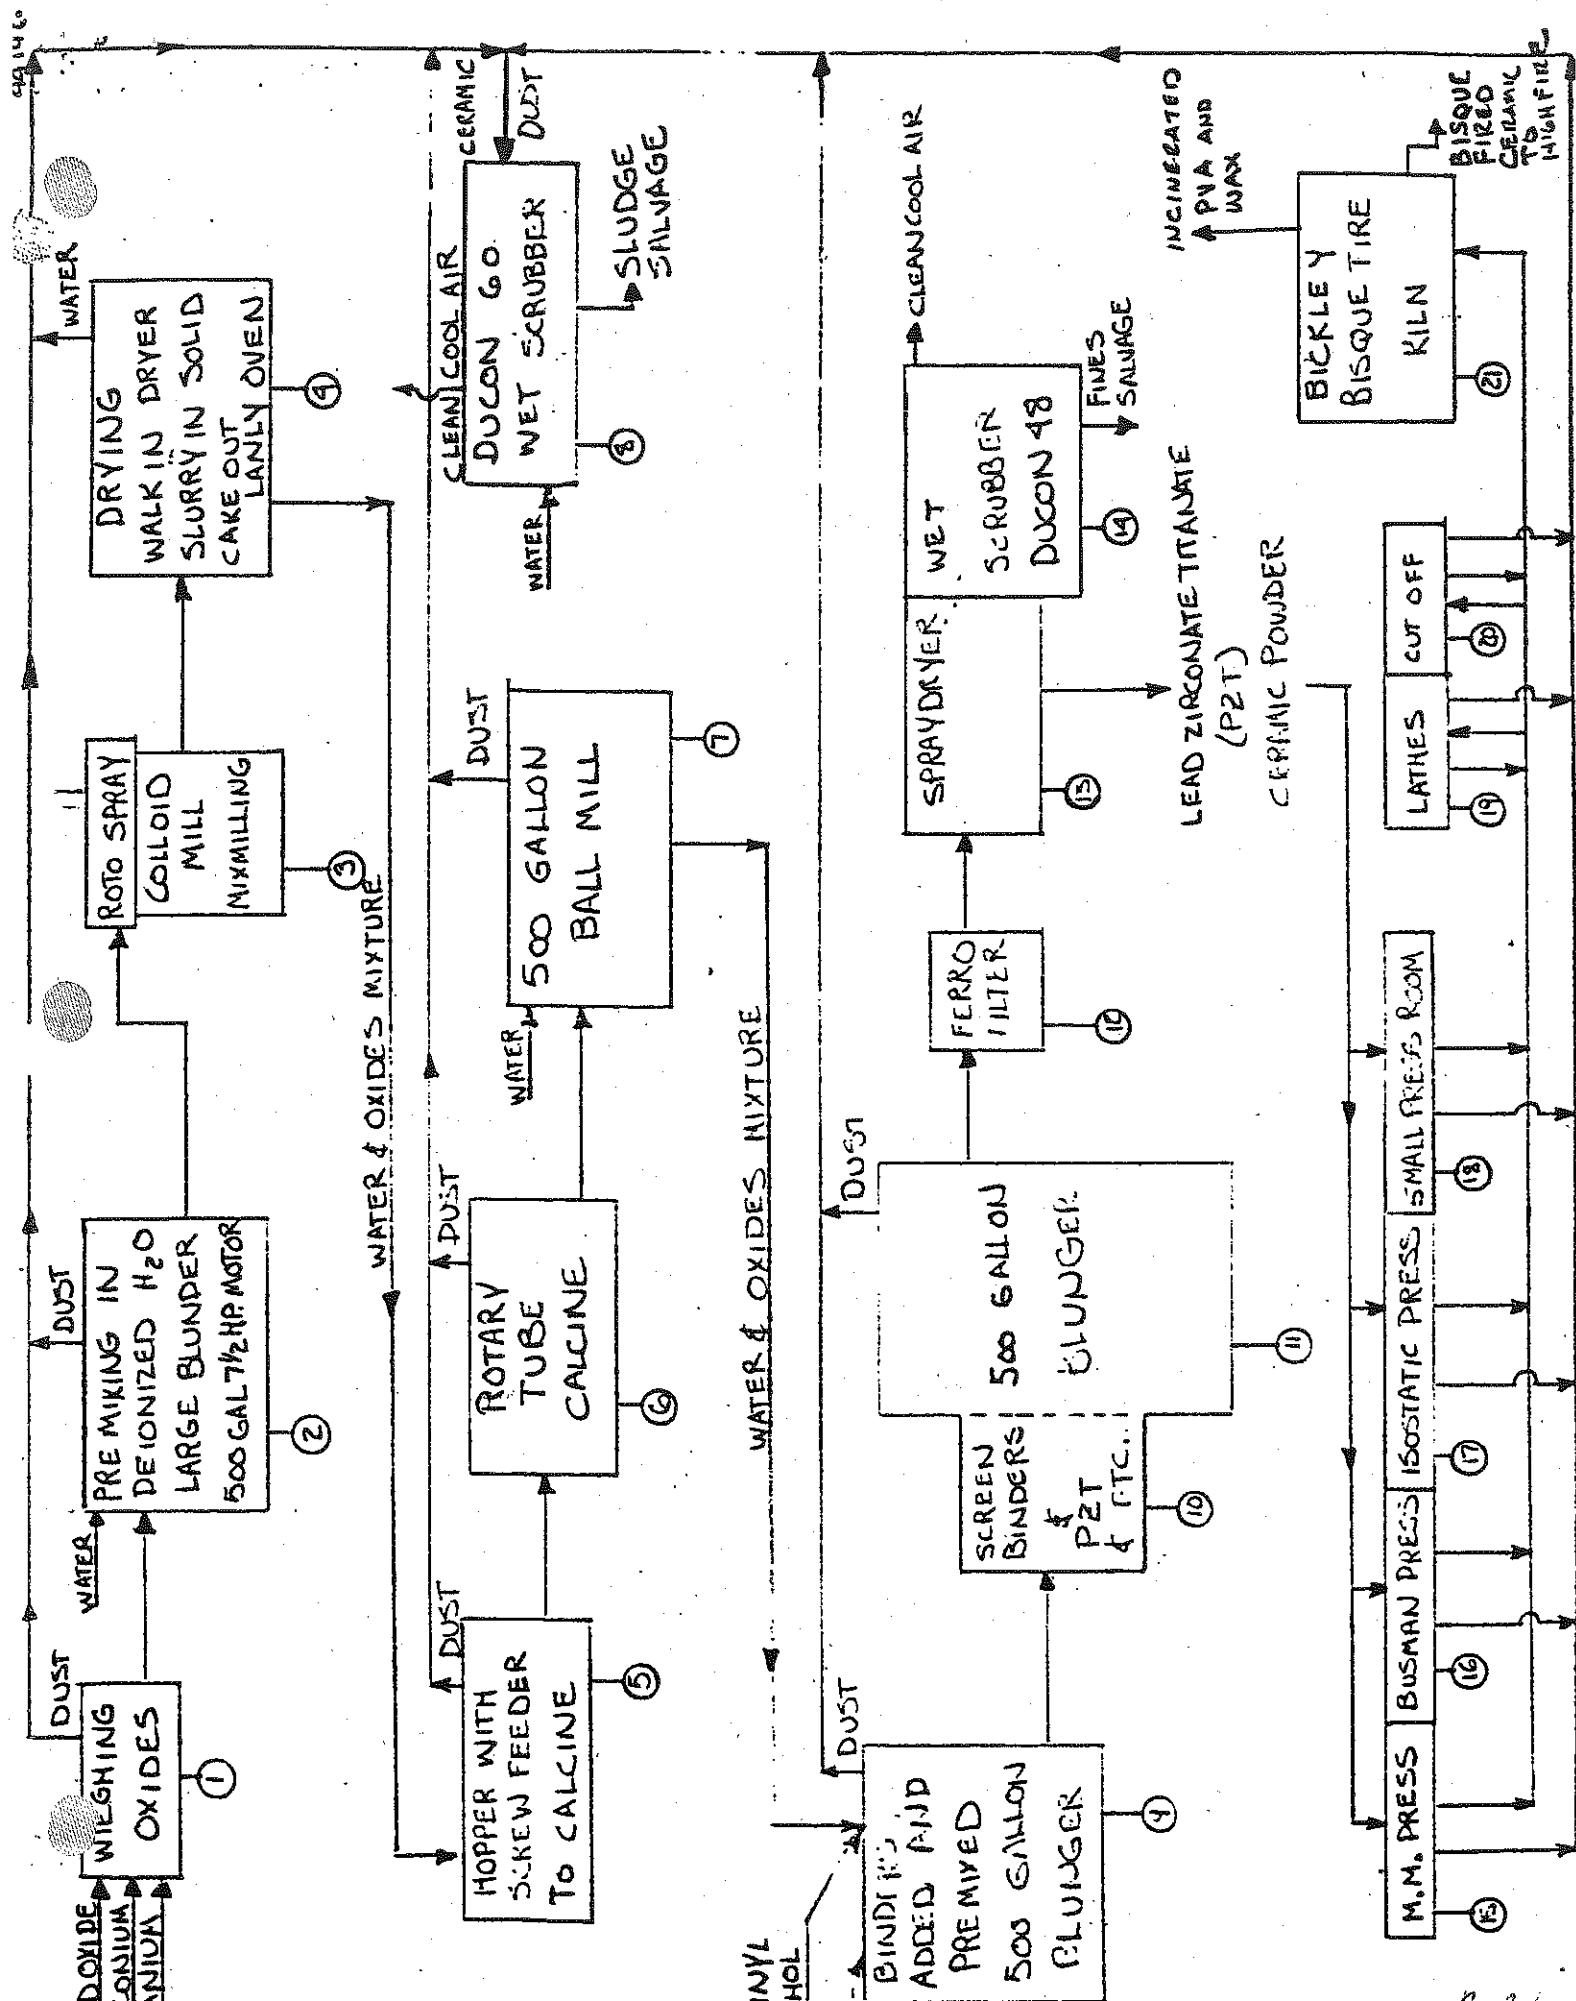 DUST
DUST
WATER
WATER
WIEGHING
OXIDES
1
PRE MIXING IN
DEIONIZED H2O
LARGE BLUNDER
500 GAL 7½ HP. MOTOR
2
ROTO SPRAY
COLLOID
MILL
MIXMILLING
3
DRYING
WALK IN DRYER
SLURRY IN SOLID
CAKE OUT
LANLY OVEN
4
WATER & OXIDES MIXTURE
DUST
DUST
DUST
CLEAN COOL AIR
CERAMIC
DUST
HOPPER WITH
SCREW FEEDER
TO CALCINE
5
ROTARY
TUBE
CALCINE
6
WATER
500 GALLON
BALL MILL
7
WATER
DUCON 60
WET SCRUBBER
8
SLUDGE
SALVAGE
WATER & OXIDES MIXTURE
DUST
DUST
ADDED AND
PREMIXED
500 GALLON
BLUNGER
SCREEN
BINDERS
&
PZT
& ETC.
10
500 GALLON
BLUNGER
11
FERRO
FILTER
SPRAY DRYER
13
WET
SCRUBBER
DUCON 48
14
CLEAN COOL AIR
FINES
SALVAGE
LEAD ZIRCONATE TITANATE
(PZT)
CERAMIC POWDER
INCINERATED
PVA AND
WAX
M.M. PRESS
15
BUSMAN PRESS
16
ISOSTATIC PRESS
17
SMALL PRESS ROOM
18
LATHES
19
CUT OFF
20
BICKLEY
BISQUE TIRE
KILN
21
BISQUE
FIRED
CERAMIC
TO
HIGH FIRE